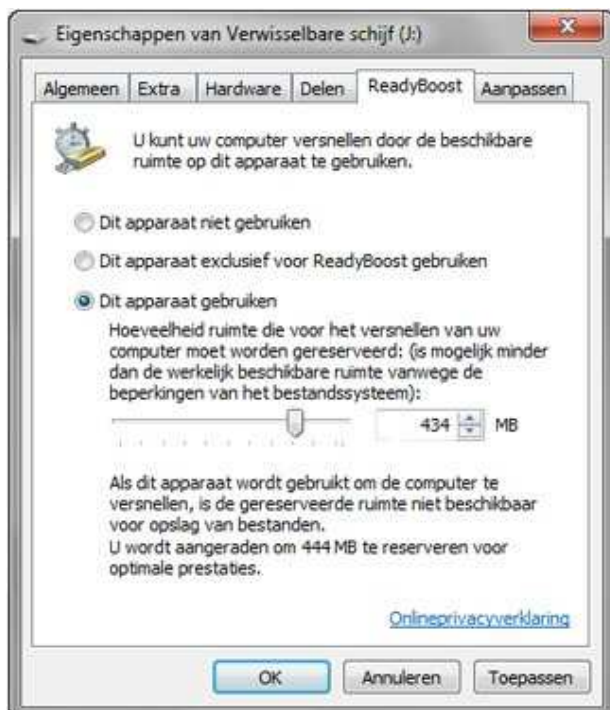 Eigenschappen van Verwisselbare schijf (J:)
Algemeen Extra Hardware Delen ReadyBoost Aanpassen
U kunt uw computer versnellen door de beschikbare
ruimte op dit apparaat te gebruiken.
Dit apparaat niet gebruiken
Dit apparaat exclusief voor ReadyBoost gebruiken
Dit apparaat gebruiken
Hoeveelheid ruimte die voor het versnellen van uw
computer moet worden gereserveerd: (is mogelijk minder
dan de werkelijk beschikbare ruimte vanwege de
beperkingen van het bestandssysteem):
434 MB
Als dit apparaat wordt gebruikt om de computer te
versnellen, is de gereserveerde ruimte niet beschikbaar
voor opslag van bestanden.
U wordt aangeraden om 444 MB te reserveren voor
optimale prestaties.
Onlineprivacyverklaring
OK Annuleren Toepassen